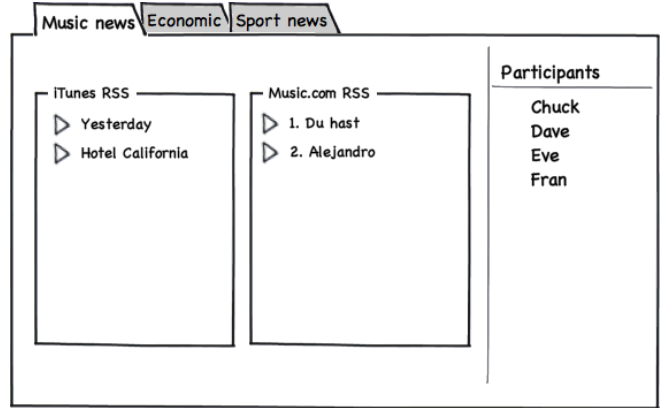 Music news
Economic
Sport news
iTunes RSS
Yesterday
Hotel California
Music.com RSS
1. Du hast
2. Alejandro
Participants
Chuck
Dave
Eve
Fran